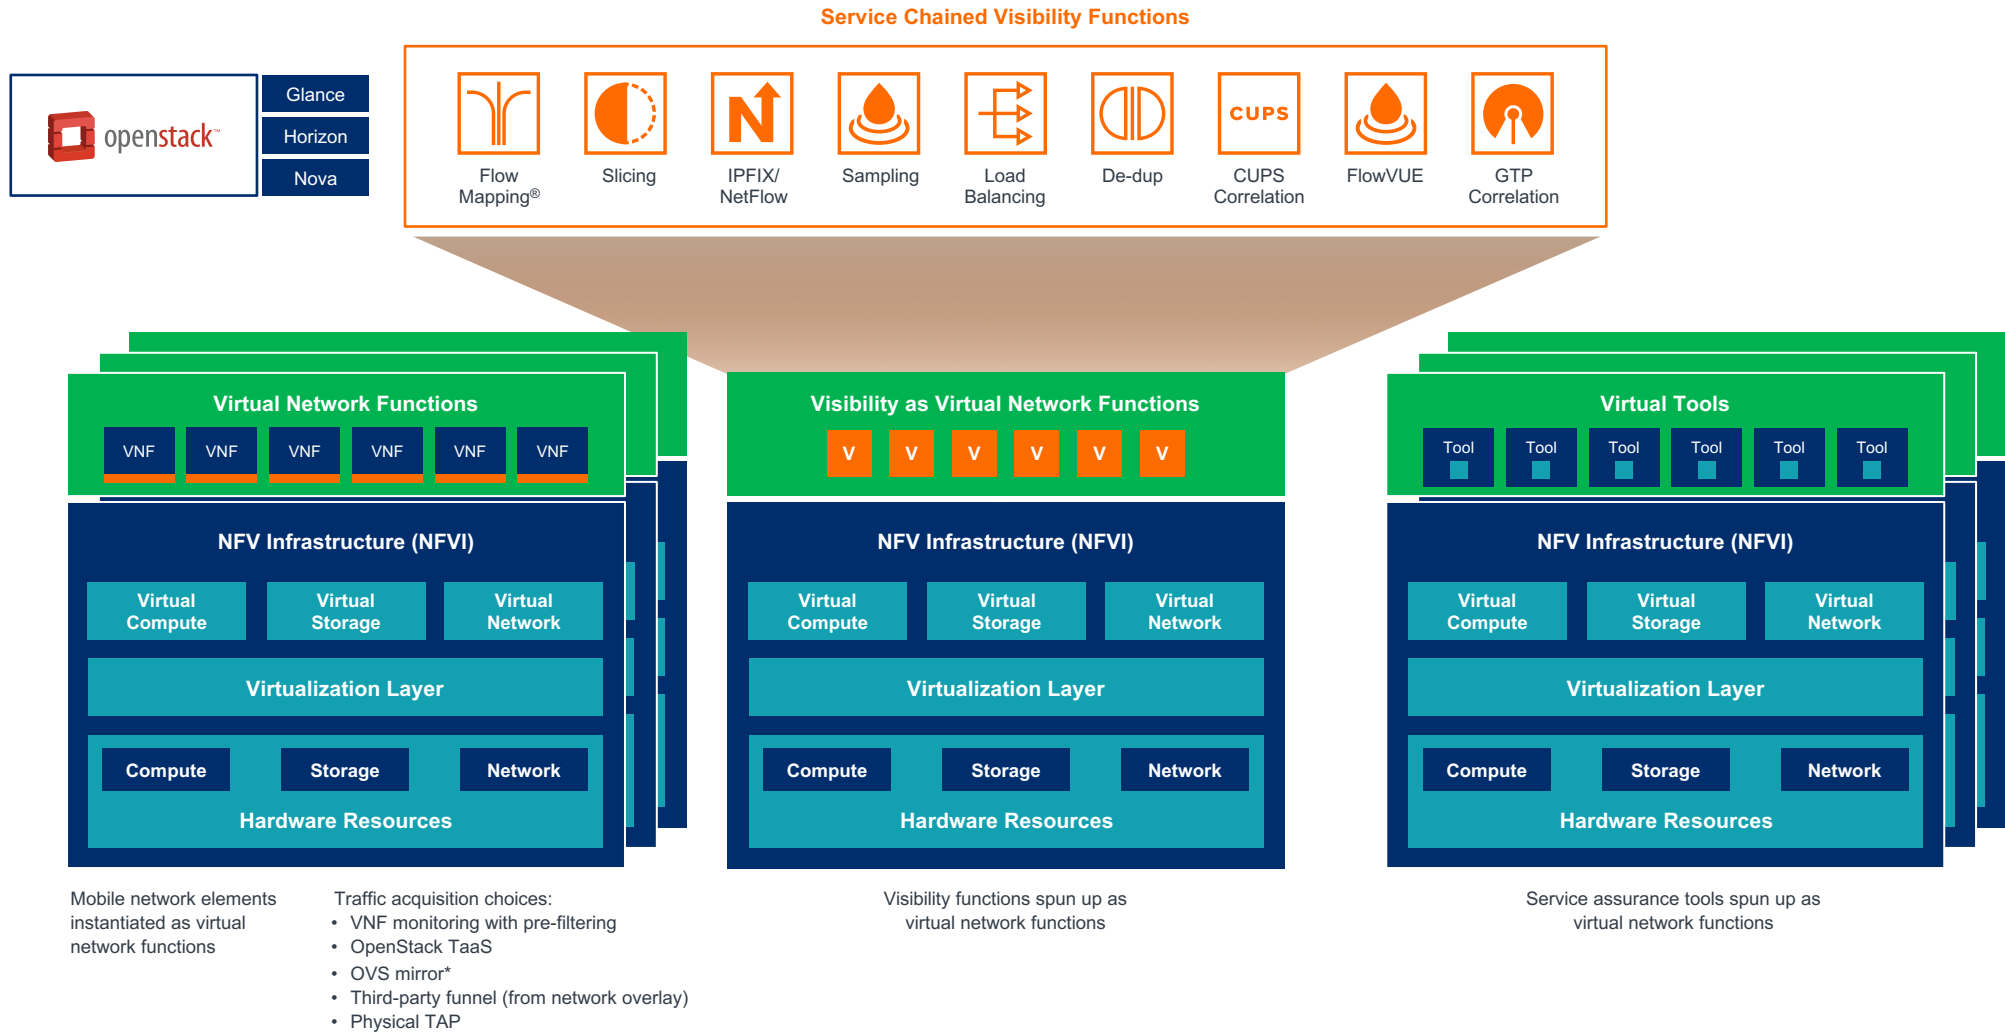 Service Chained Visibility Functions
openstack™
Glance
Horizon
Nova
CUPS
Flow
Mapping®
Slicing
IPFIX/
NetFlow
Sampling
Load
Balancing
De-dup
CUPS
Correlation
FlowVUE
GTP
Correlation
Virtual Network Functions
VNF VNF VNF VNF VNF VNF
NFV Infrastructure (NFVI)
Virtual
Compute
Virtual
Storage
Virtual
Network
Virtualization Layer
Compute Storage Network
Hardware Resources
Mobile network elements
instantiated as virtual
network functions
Traffic acquisition choices:
• VNF monitoring with pre-filtering
• OpenStack TaaS
• OVS mirror*
• Third-party funnel (from network overlay)
• Physical TAP
Visibility as Virtual Network Functions
V V V V V V
NFV Infrastructure (NFVI)
Virtual
Compute
Virtual
Storage
Virtual
Network
Virtualization Layer
Compute Storage Network
Hardware Resources
Visibility functions spun up as
virtual network functions
Virtual Tools
Tool Tool Tool Tool Tool Tool
NFV Infrastructure (NFVI)
Virtual
Compute
Virtual
Storage
Virtual
Network
Virtualization Layer
Compute Storage Network
Hardware Resources
Service assurance tools spun up as
virtual network functions